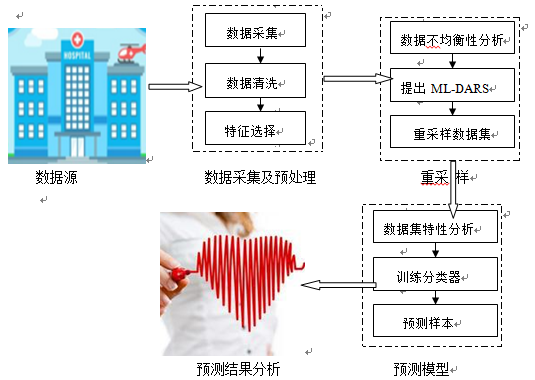 HOSPITAL
数据源
数据采集
数据清洗
特征选择
数据采集及预处理
数据不均衡性分析
提出 ML-DARS
重采样数据集
重采 样
数据集特性分析
训练分类器
预测样本
预测模型
预测结果分析